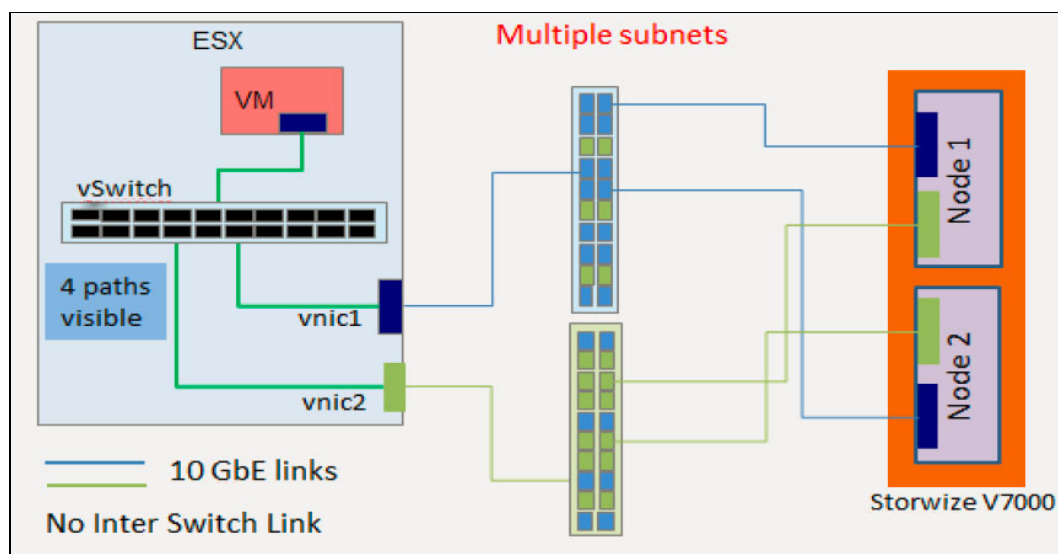 ESX
Multiple subnets
VM
vSwitch
4 paths
visible
vnic1
vnic2
Node 1
Node 2
10 GbE links
No Inter Switch Link
Storwize V7000